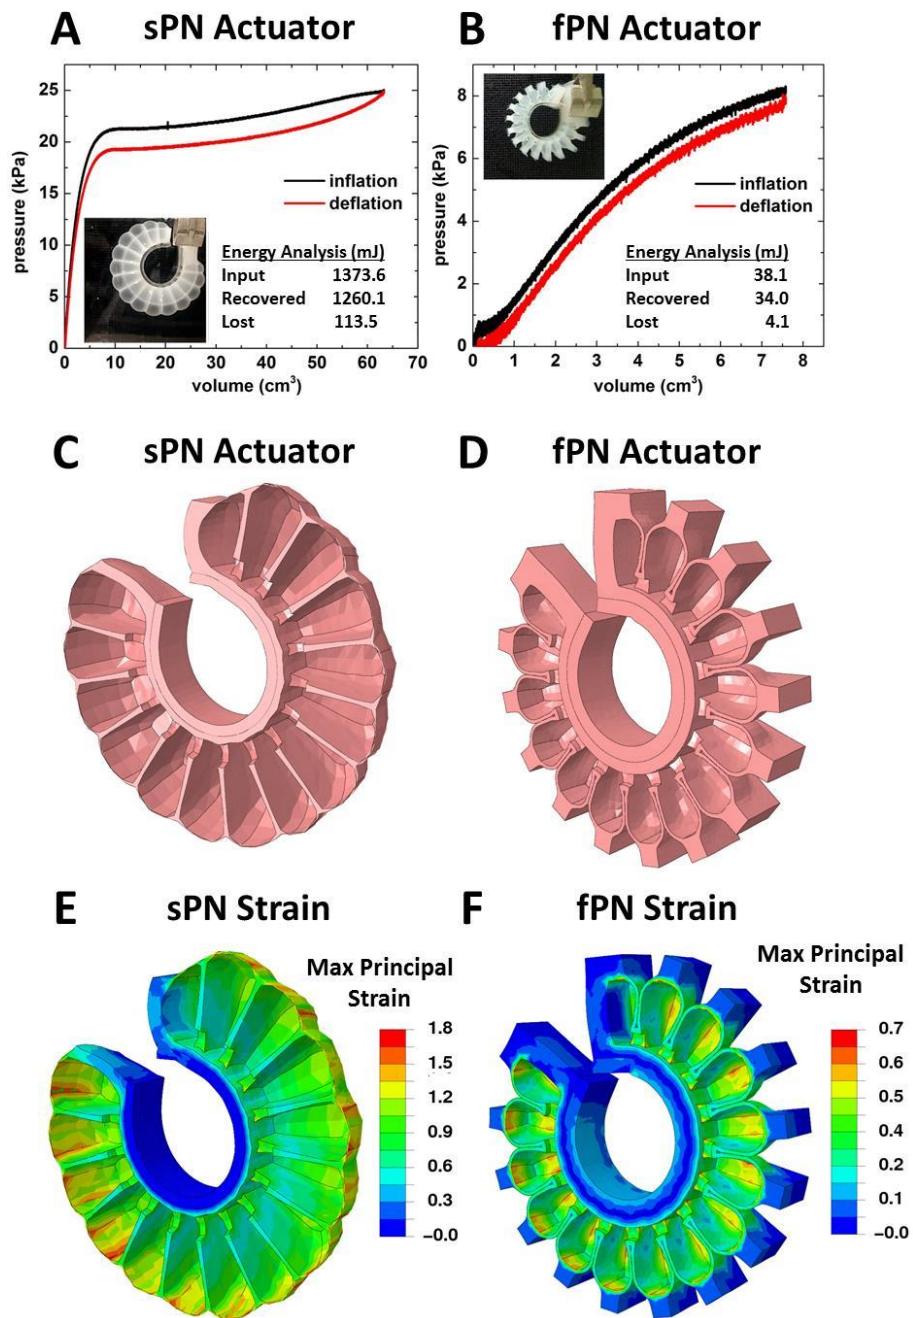 A sPN Actuator
B fPN Actuator
25
20
15
10
5
0
pressure (kPa)
inflation
deflation
Energy Analysis (mJ)
Input 1373.6
Recovered 1260.1
Lost 113.5
0 10 20 30 40 50 60 70
volume (cm³)
8
6
4
2
0
pressure (kPa)
inflation
deflation
Energy Analysis (mJ)
Input 38.1
Recovered 34.0
Lost 4.1
0 1 2 3 4 5 6 7 8
volume (cm³)
C sPN Actuator
D fPN Actuator
E sPN Strain
F fPN Strain
Max Principal
Strain
1.8
1.5
1.2
0.9
0.6
0.3
−0.0
Max Principal
Strain
0.7
0.6
0.5
0.4
0.2
0.1
−0.0